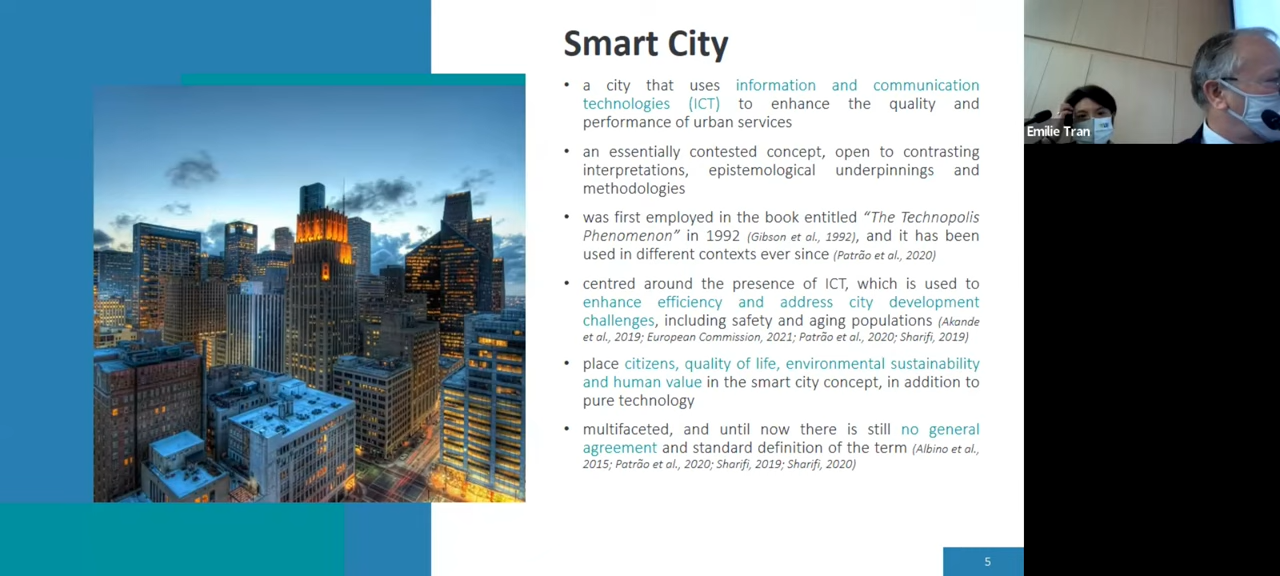 Smart City
• a city that uses information and communication
technologies (ICT) to enhance the quality and
performance of urban services
• an essentially contested concept, open to contrasting
interpretations, epistemological underpinnings and
methodologies
• was first employed in the book entitled “The Technopolis
Phenomenon” in 1992 (Gibson et al., 1992), and it has been
used in different contexts ever since (Patrão et al., 2020)
• centred around the presence of ICT, which is used to
enhance efficiency and address city development
challenges, including safety and aging populations (Akande
et al., 2019; European Commission, 2021; Patrão et al., 2020; Sharifi, 2019)
• place citizens, quality of life, environmental sustainability
and human value in the smart city concept, in addition to
pure technology
• multifaceted, and until now there is still no general
agreement and standard definition of the term (Albino et al.,
2015; Patrão et al., 2020; Sharifi, 2019; Sharifi, 2020)
5
Emilie Tran